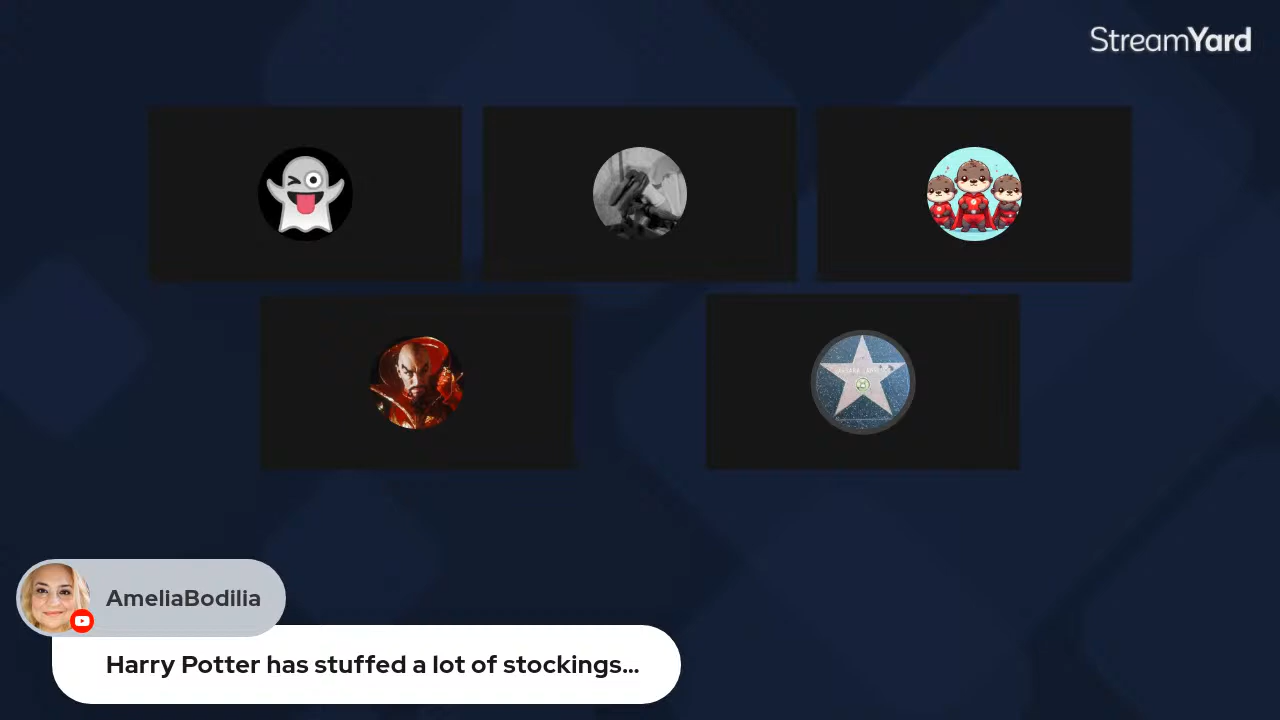 StreamYard
AmeliaBodilia
Harry Potter has stuffed a lot of stockings...